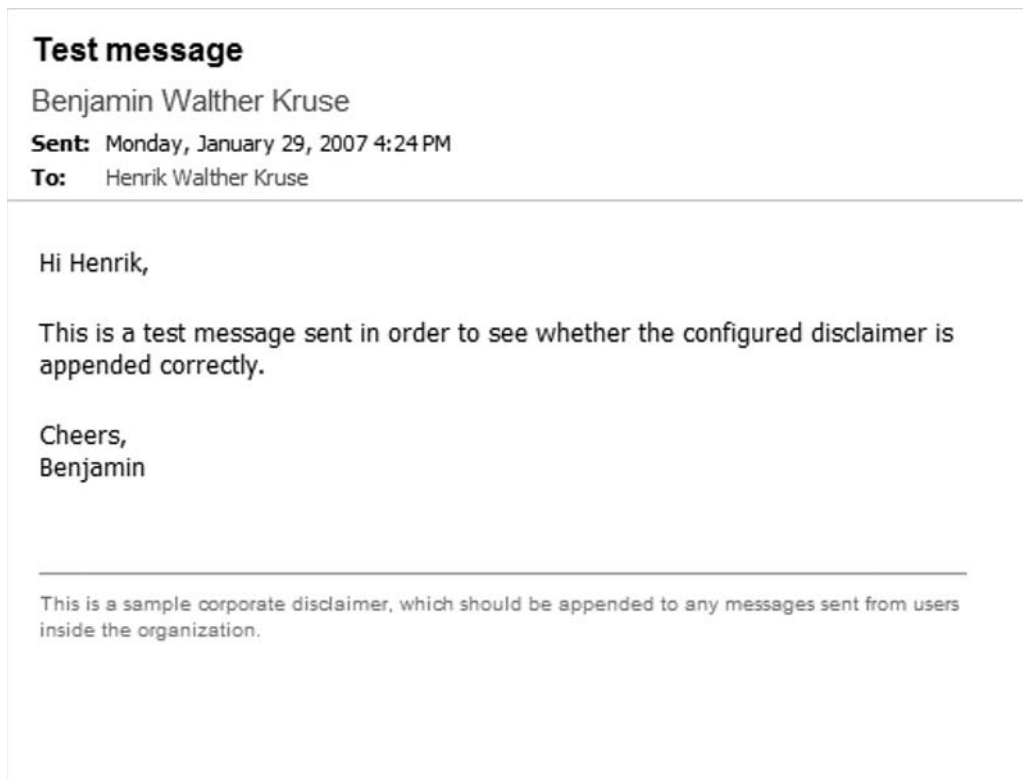 Test message
Benjamin Walther Kruse
Sent: Monday, January 29, 2007 4:24 PM
To: Henrik Walther Kruse
Hi Henrik,
This is a test message sent in order to see whether the configured disclaimer is
appended correctly.
Cheers,
Benjamin
This is a sample corporate disclaimer, which should be appended to any messages sent from users
inside the organization.